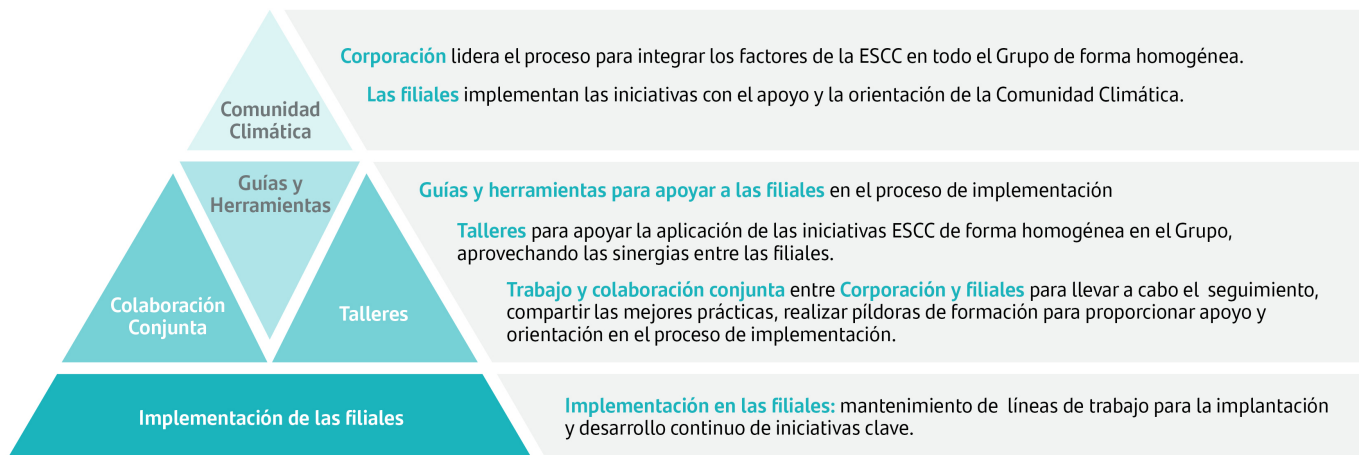 Comunidad
Climática
Corporación lidera el proceso para integrar los factores de la ESCC en todo el Grupo de forma homogénea.
Las filiales implementan las iniciativas con el apoyo y la orientación de la Comunidad Climática.
Guías y
Herramientas
Colaboración
Conjunta
Talleres
Guías y herramientas para apoyar a las filiales en el proceso de implementación
Talleres para apoyar la aplicación de las iniciativas ESCC de forma homogénea en el Grupo,
aprovechando las sinergias entre las filiales.
Trabajo y colaboración conjunta entre Corporación y filiales para llevar a cabo el seguimiento,
compartir las mejores prácticas, realizar píldoras de formación para proporcionar apoyo y
orientación en el proceso de implementación.
Implementación de las filiales
Implementación en las filiales: mantenimiento de líneas de trabajo para la implantación
y desarrollo continuo de iniciativas clave.